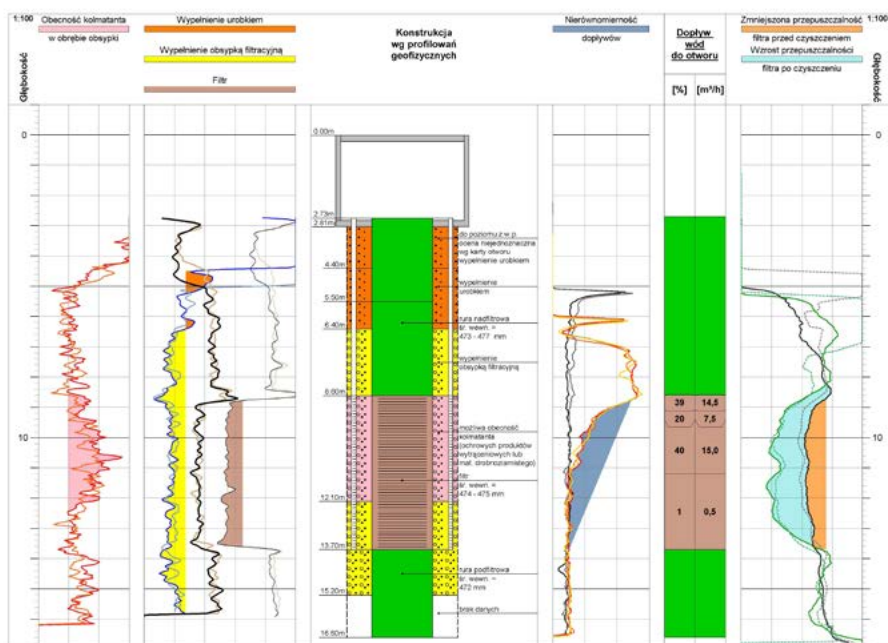 1:100
Głębokość
Obecność kolmatanta
w obrębie obsypki
Wypełnienie urobkiem
Wypełnienie obsypką filtracyjną
Filtr
Konstrukcja
wg profilowań
geofizycznych
Nierównomierność
dopływów
Dopływ
wód
do otworu
[%] [m³/h]
Zmniejszona przepuszczalność
filtra przed czyszczeniem
Wzrost przepuszczalności
filtra po czyszczeniu
1:100
Głębokość
0
10
0.00m
2.73m
2.81m
4.40m
5.50m
6.40m
12.10m
13.70m
15.20m
16.60m
do poziomu z.w.p.
ocena niejednoznaczna
wg karty otworu
wypełnienie urobkiem
wypełnienie
urobkiem
rura nadfiltrowa
śr. wewn. =
473 - 477 mm
wypełnienie
obsypką filtracyjną
możliwa obecność
kolmatanta
(ochrowych produktów
wytrąceniowych lub
mat. drobnoziarnistego)
filtr
śr. wewn. =
474 - 475 mm
rura podfiltrowa
śr. wewn. =
472 mm
brak danych
39 14,5
20 7,5
40 15,0
1 0,5
0
10